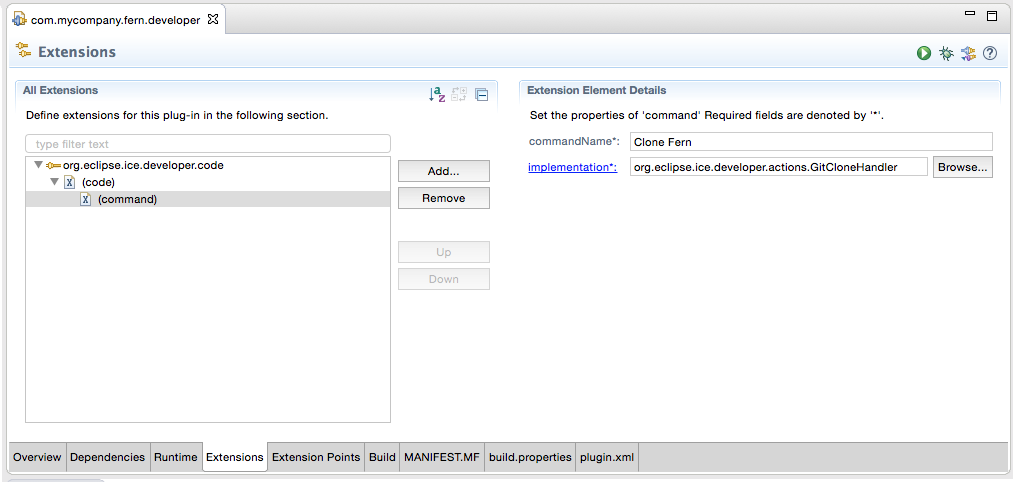 com.mycompany.fern.developer
Extensions
All Extensions
Define extensions for this plug-in in the following section.
type filter text
org.eclipse.ice.developer.code
(code)
(command)
Add...
Remove
Up
Down
Extension Element Details
Set the properties of 'command' Required fields are denoted by '*'.
commandName*: Clone Fern
implementation*: org.eclipse.ice.developer.actions.GitCloneHandler Browse...
Overview Dependencies Runtime Extensions Extension Points Build MANIFEST.MF build.properties plugin.xml